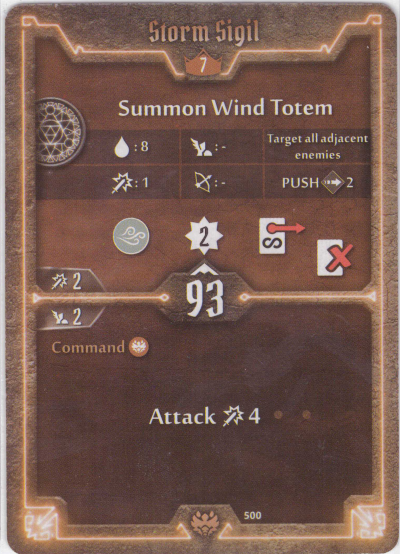 Storm Sigil
7
Summon Wind Totem
: 8
: -
Target all adjacent
enemies
: 1
: -
PUSH 2
2
2
93
2
Command
Attack 4
500